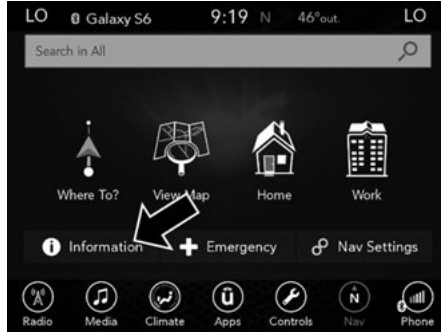 LO Galaxy S6 9:19 N 46°out. LO
Search in All
Where To? View Map Home Work
i Information Emergency Nav Settings
Radio Media Climate ū Apps Controls N Nav Phone